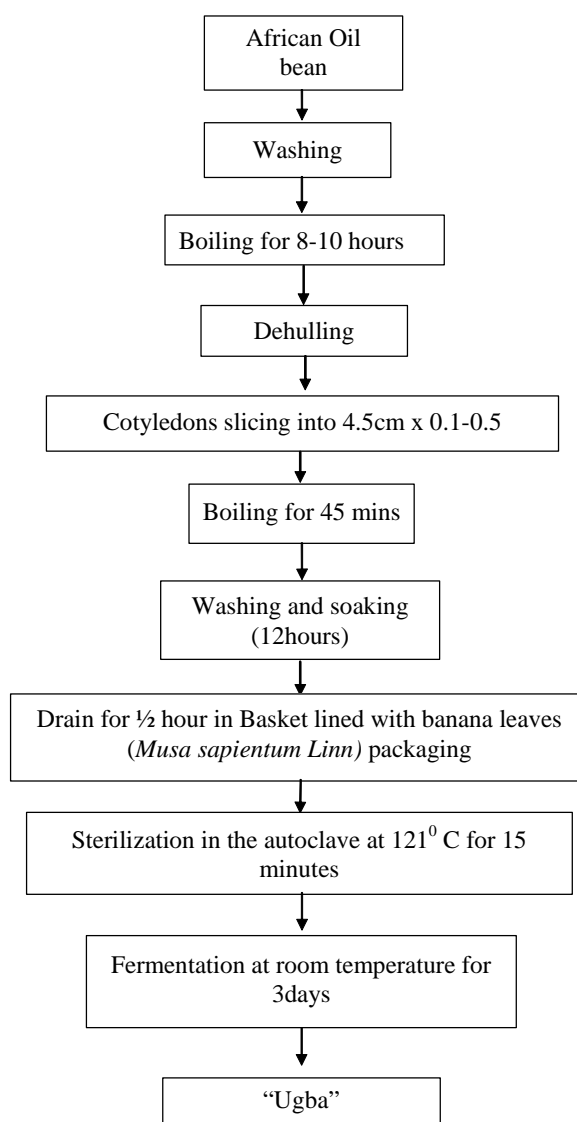 African Oil
bean
Washing
Boiling for 8-10 hours
Dehulling
Cotyledons slicing into 4.5cm x 0.1-0.5
Boiling for 45 mins
Washing and soaking
(12hours)
Drain for ½ hour in Basket lined with banana leaves
(Musa sapientum Linn) packaging
Sterilization in the autoclave at 121⁰ C for 15
minutes
Fermentation at room temperature for
3days
“Ugba”